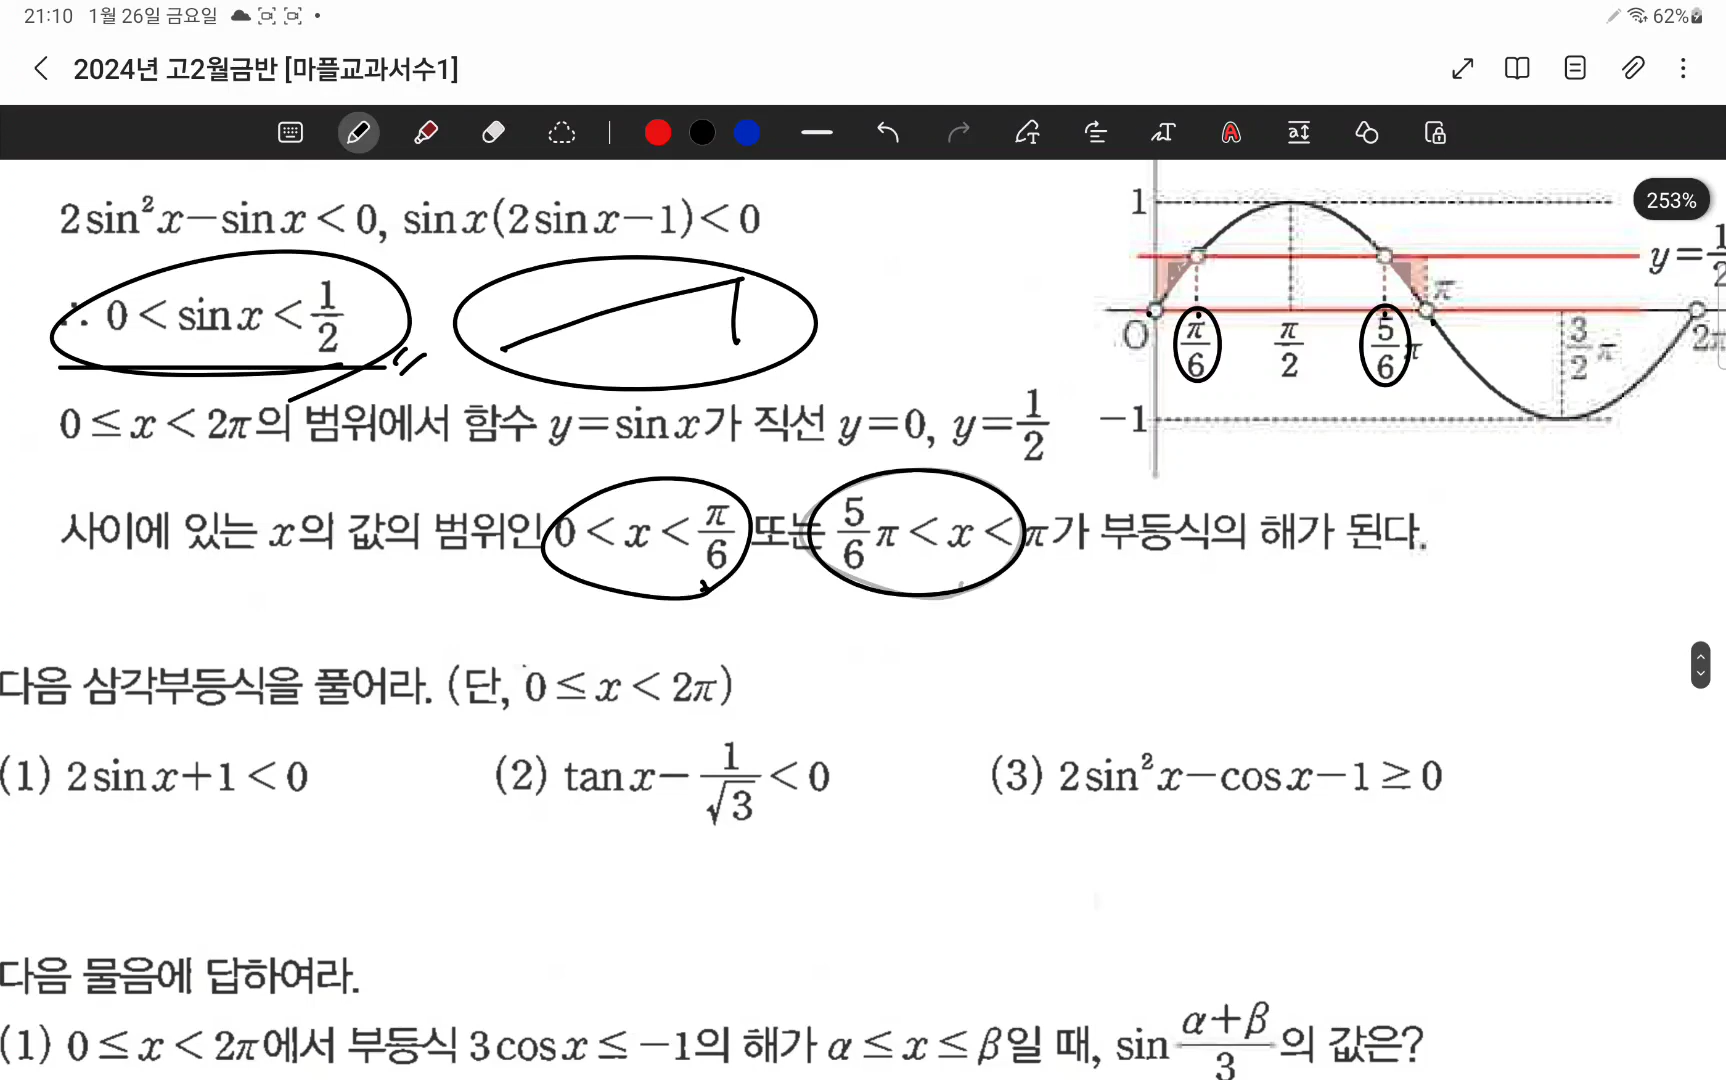 21:10 1월 26일 금요일
62%
2024년 고2월금반 [마플교과서수1]
253%
2sin²x−sinx<0, sinx(2sinx−1)<0
∴ 0<sinx<1/2
0≤x<2π의 범위에서 함수 y=sinx가 직선 y=0, y=1/2
사이에 있는 x의 값의 범위인 0<x<π/6 또는 5/6π<x<π가 부등식의 해가 된다.
1
y=1/2
O π/6 π/2 5/6π π 3/2π 2π
−1
다음 삼각부등식을 풀어라. (단, 0≤x<2π)
(1) 2sinx+1<0 (2) tanx−1/√3<0 (3) 2sin²x−cosx−1≥0
다음 물음에 답하여라.
(1) 0≤x<2π에서 부등식 3cosx≤−1의 해가 α≤x≤β일 때, sin (α+β)/3의 값은?